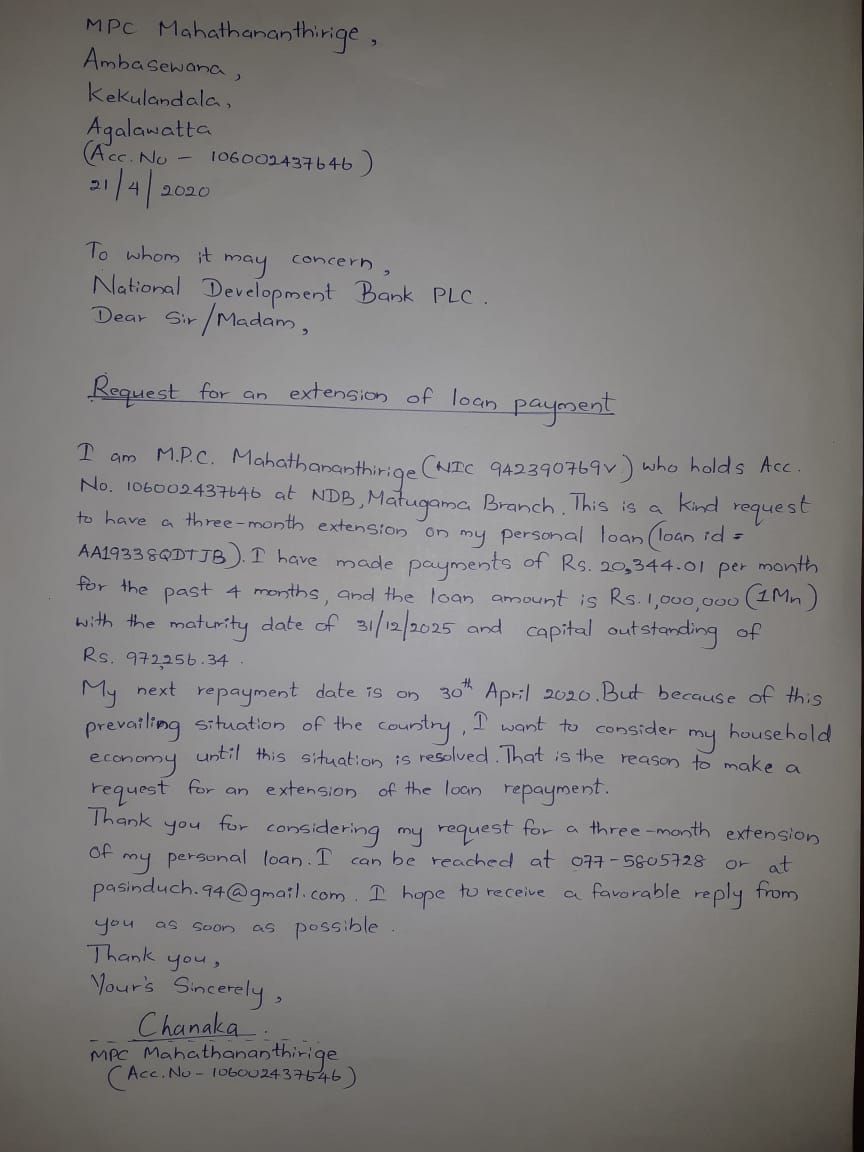 MPC Mahathananthirige,
Ambasewana,
Kekulandala,
Agalawatta
(Acc. No - 106002437646)
21/4/2020
To whom it may concern,
National Development Bank PLC.
Dear Sir/Madam,
Request for an extension of loan payment
I am M.P.C. Mahathananthirige (NIC 942390769V) who holds Acc.
No. 106002437646 at NDB, Matugama Branch. This is a kind request
to have a three-month extension on my personal loan (loan id =
AA19338QDTJB). I have made payments of Rs. 20,344.01 per month
for the past 4 months, and the loan amount is Rs. 1,000,000 (1Mn)
with the maturity date of 31/12/2025 and capital outstanding of
Rs. 972,256.34.
My next repayment date is on 30th April 2020. But because of this
prevailing situation of the country, I want to consider my household
economy until this situation is resolved. That is the reason to make a
request for an extension of the loan repayment.
Thank you for considering my request for a three-month extension
of my personal loan. I can be reached at 077-5805728 or at
pasinduch.94@gmail.com. I hope to receive a favorable reply from
you as soon as possible.
Thank you,
Your's Sincerely,
Chanaka.
MPC Mahathananthirige
(Acc. No - 106002437646)